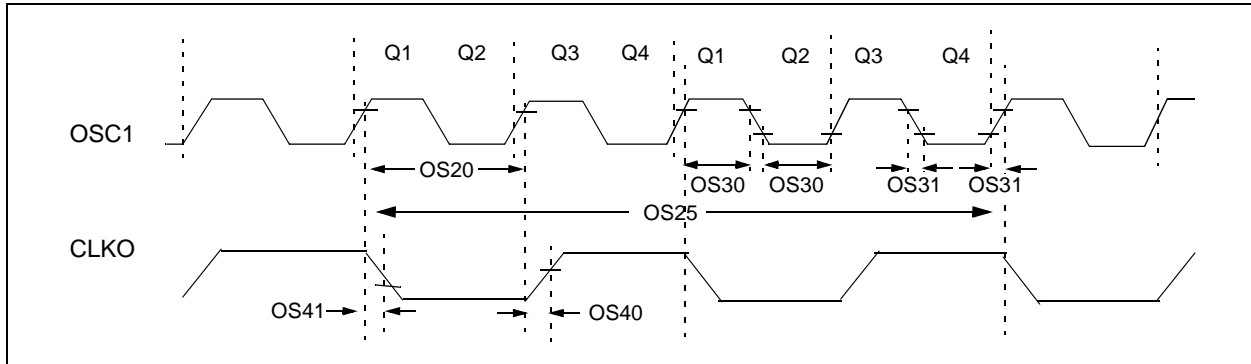 Q1 Q2 Q3 Q4 Q1 Q2 Q3 Q4
OSC1
OS20
OS30 OS30 OS31 OS31
OS25
CLKO
OS41 OS40